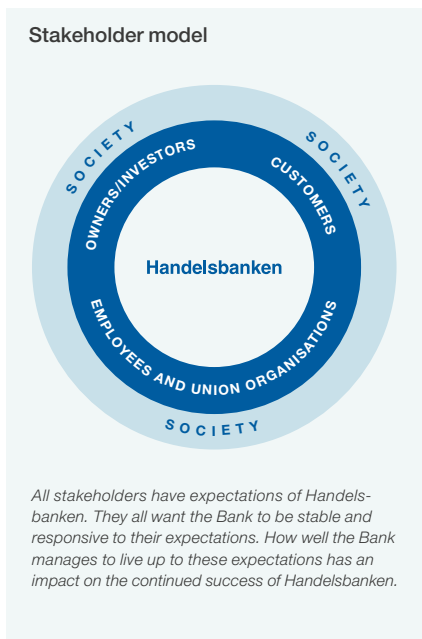 Stakeholder model
SOCIETY
SOCIETY
OWNERS/INVESTORS
CUSTOMERS
Handelsbanken
EMPLOYEES AND UNION ORGANISATIONS
SOCIETY
All stakeholders have expectations of Handels-
banken. They all want the Bank to be stable and
responsive to their expectations. How well the Bank
manages to live up to these expectations has an
impact on the continued success of Handelsbanken.